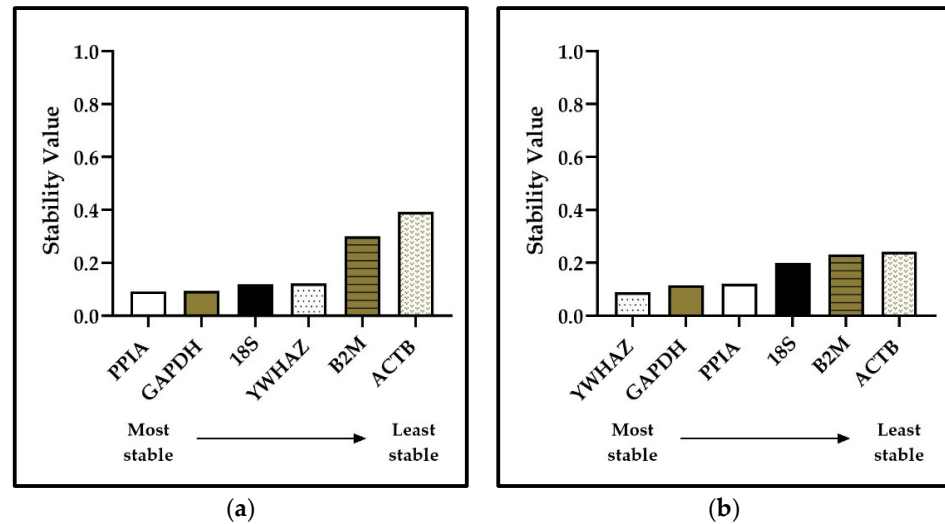 Stability Value
1.0
0.8
0.6
0.4
0.2
0.0
PPIA
GAPDH
18S
YWHAZ
B2M
ACTB
Most stable
Least stable
(a)
Stability Value
1.0
0.8
0.6
0.4
0.2
0.0
YWHAZ
GAPDH
PPIA
18S
B2M
ACTB
Most stable
Least stable
(b)